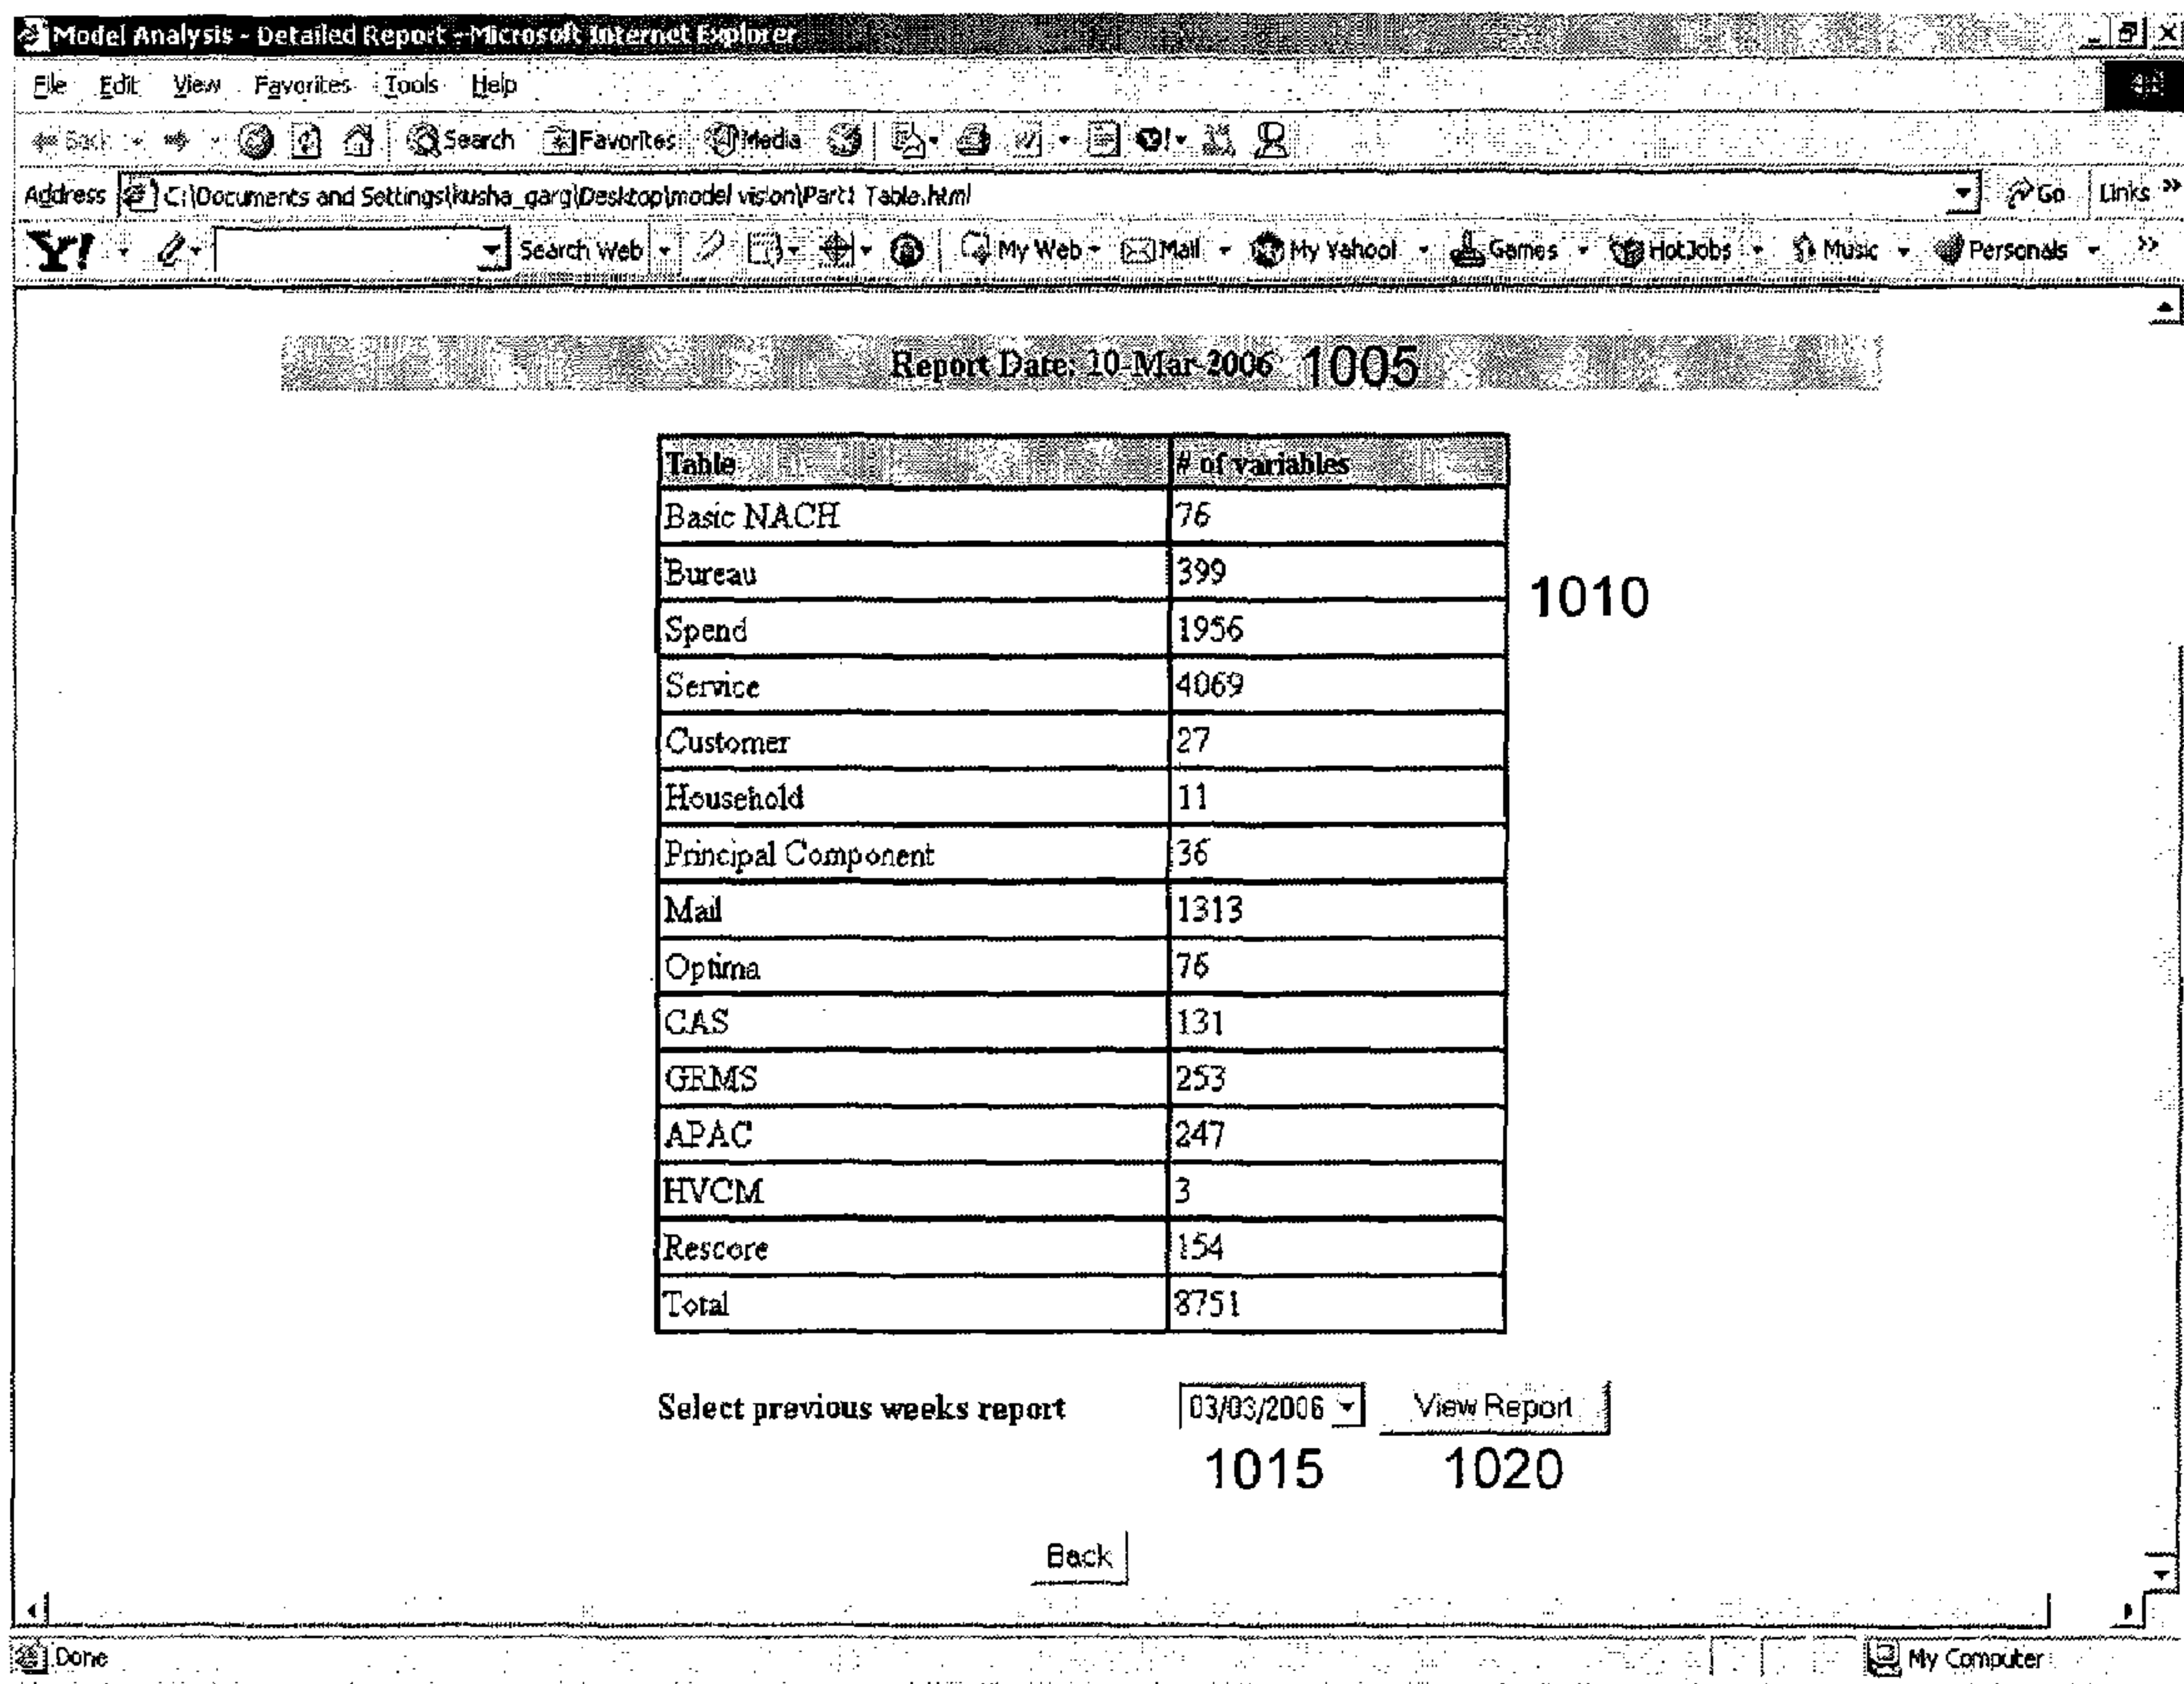 Model Analysis - Detailed Report - Microsoft Internet Explorer
File Edit View Favorites Tools Help
Back Search Favorites Media
Address C:\Documents and Settings\kusha_garg\Desktop\model vision\Part1 Table.html Go Links »
Y! Search Web My Web Mail My Yahoo! Games HotJobs Music Personals »
Report Date: 10-Mar-2006 1005
Table # of variables
Basic NACH 76
Bureau 399
1010
Spend 1956
Service 4069
Customer 27
Household 11
Principal Component 36
Mail 1313
Optima 76
CAS 131
GRMS 253
APAC 247
HVCM 3
Rescore 154
Total 8751
Select previous weeks report 03/03/2006 View Report
1015 1020
Back
Done My Computer